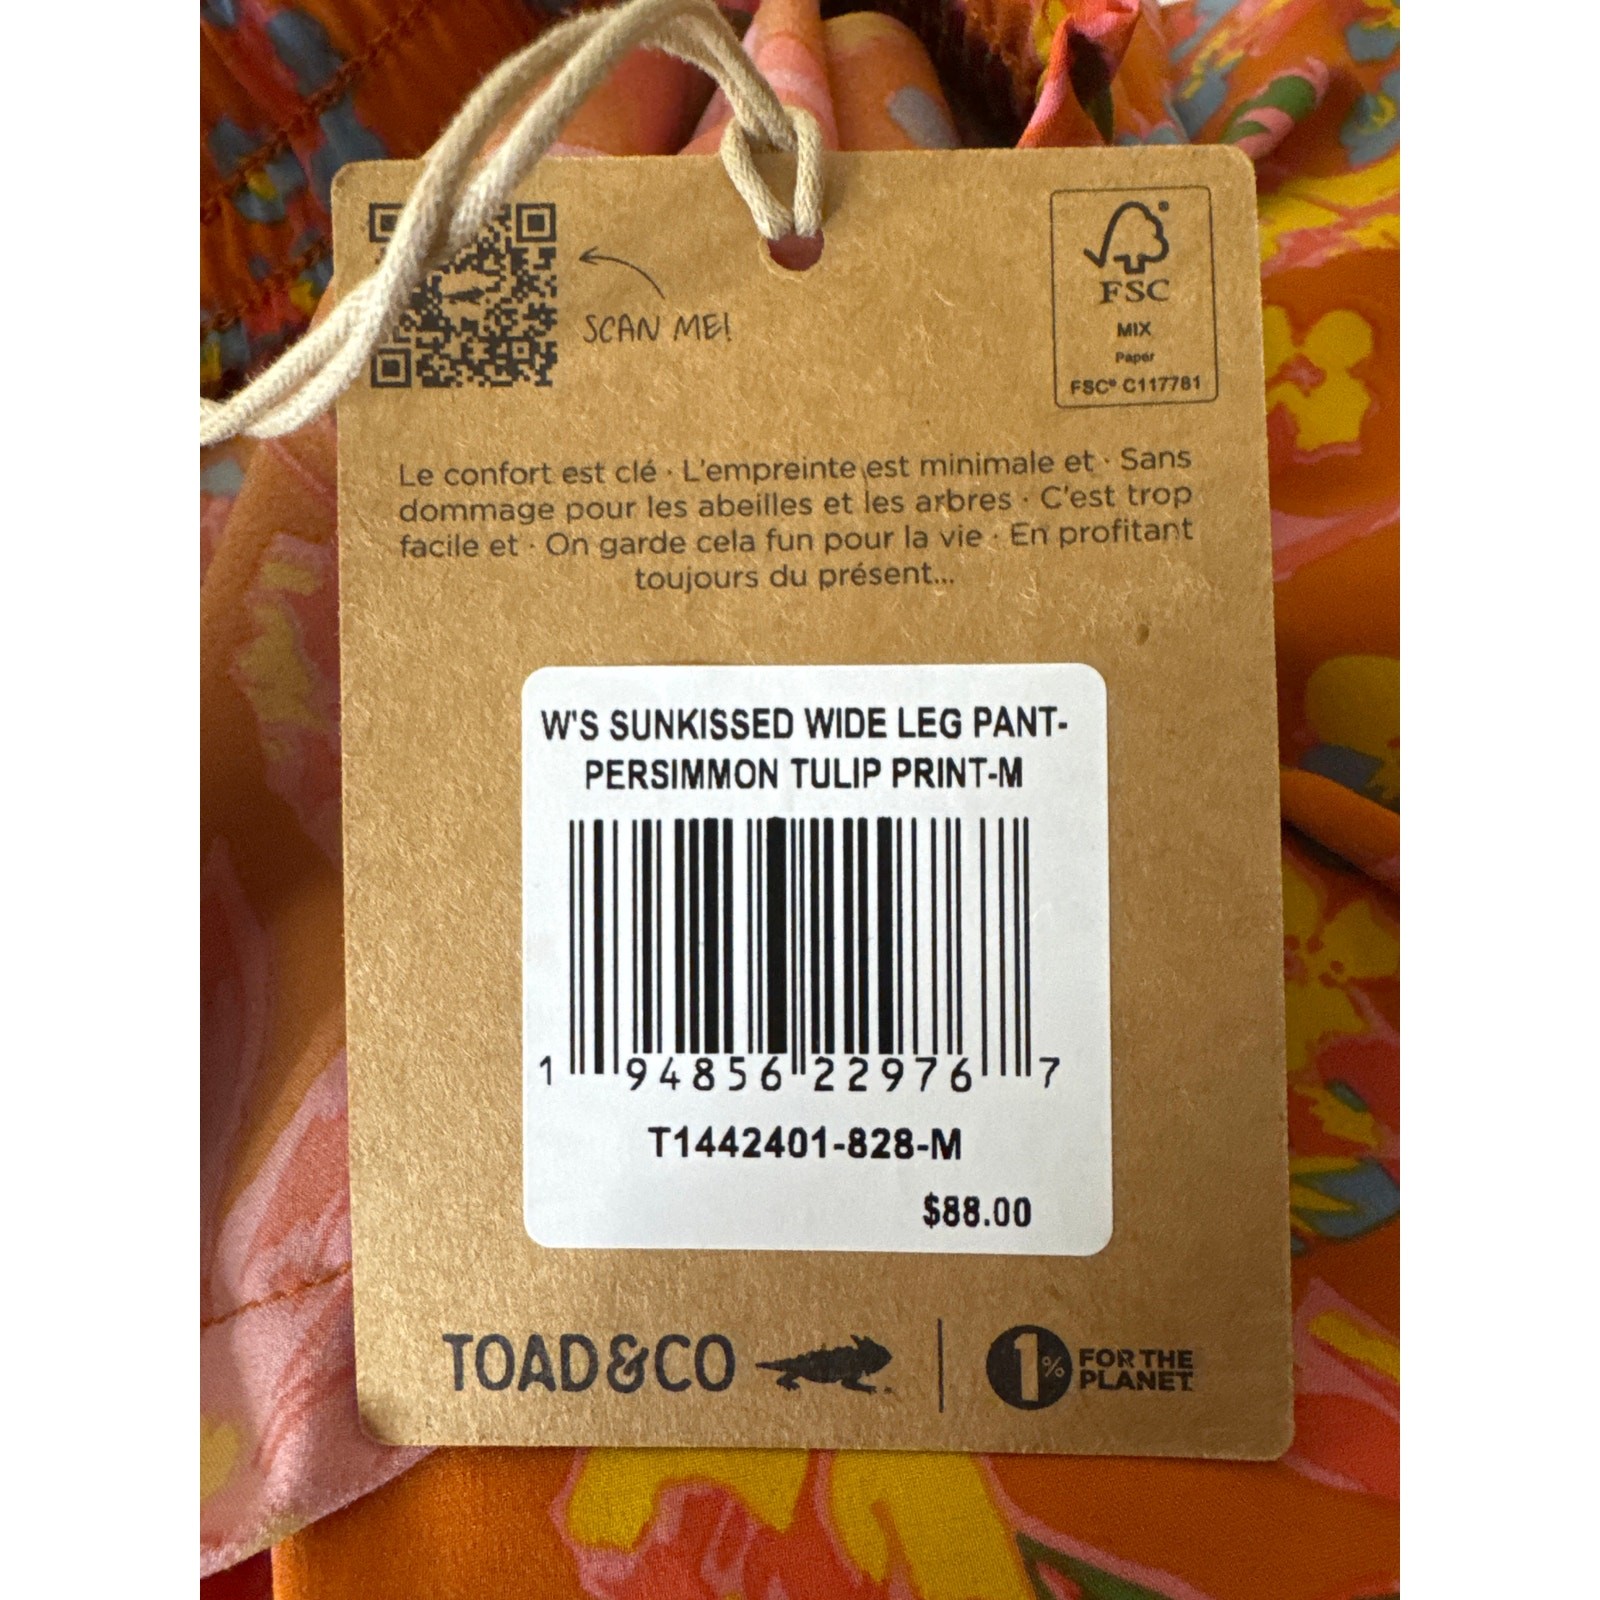 SCAN ME!
FSC®
MIX
Paper
FSC® C117781
Le confort est clé · L'empreinte est minimale et · Sans
dommage pour les abeilles et les arbres · C'est trop
facile et · On garde cela fun pour la vie · En profitant
toujours du présent...
W'S SUNKISSED WIDE LEG PANT-
PERSIMMON TULIP PRINT-M
1 94856 22976 7
T1442401-828-M
$88.00
TOAD&CO
1% FOR THE
PLANET